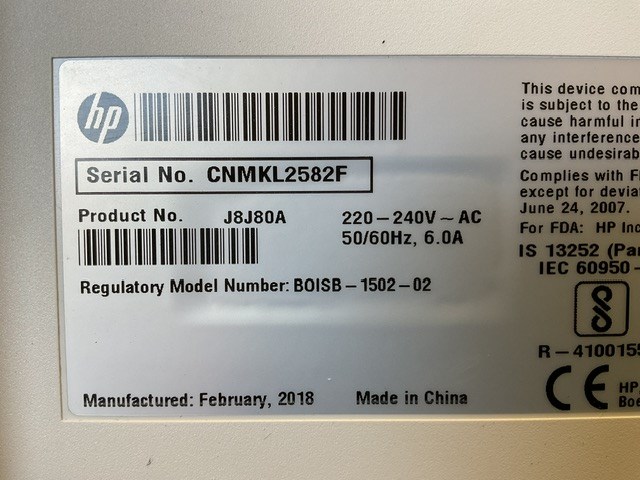 hp
Serial No. CNMKL2582F
Product No. J8J80A
220-240V ~ AC
50/60Hz, 6.0A
Regulatory Model Number: BOISB-1502-02
Manufactured: February, 2018 Made in China
This device com
is subject to the
cause harmful in
any interference
cause undesirab
Complies with
except for devia
June 24, 2007.
For FDA: HP Inc
IS 13252 (Par
IEC 60950-
R-4100155
CE HP
Boe